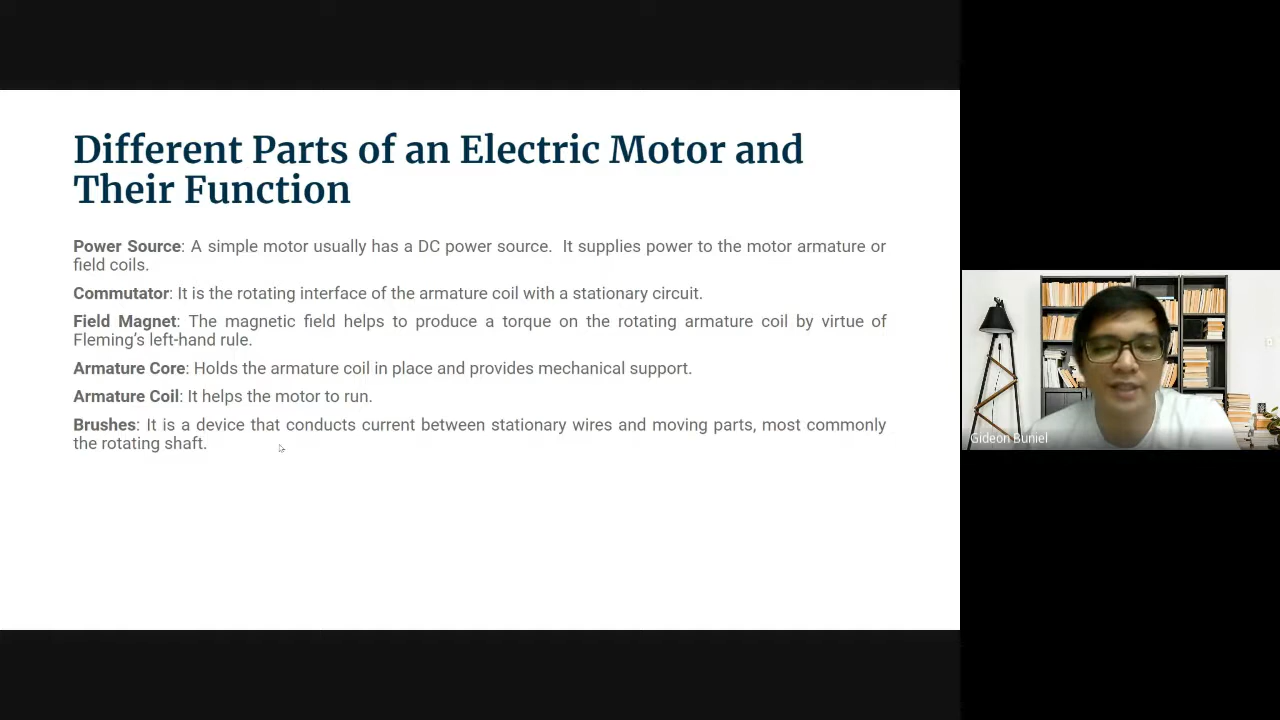 Different Parts of an Electric Motor and
Their Function
Power Source: A simple motor usually has a DC power source.  It supplies power to the motor armature or
field coils.
Commutator: It is the rotating interface of the armature coil with a stationary circuit.
Field Magnet: The magnetic field helps to produce a torque on the rotating armature coil by virtue of
Fleming’s left-hand rule.
Armature Core: Holds the armature coil in place and provides mechanical support.
Armature Coil: It helps the motor to run.
Brushes: It is a device that conducts current between stationary wires and moving parts, most commonly
the rotating shaft.
Gideon Buniel